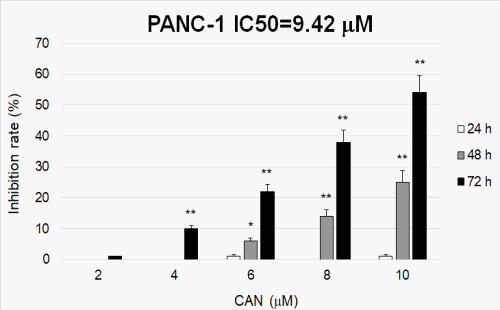 PANC-1 IC50=9.42 µM
70
60
50
40
30
20
10
0
Inhibition rate (%)
**
*
**
**
**
**
**
2 4 6 8 10
CAN (µM)
24 h
48 h
72 h